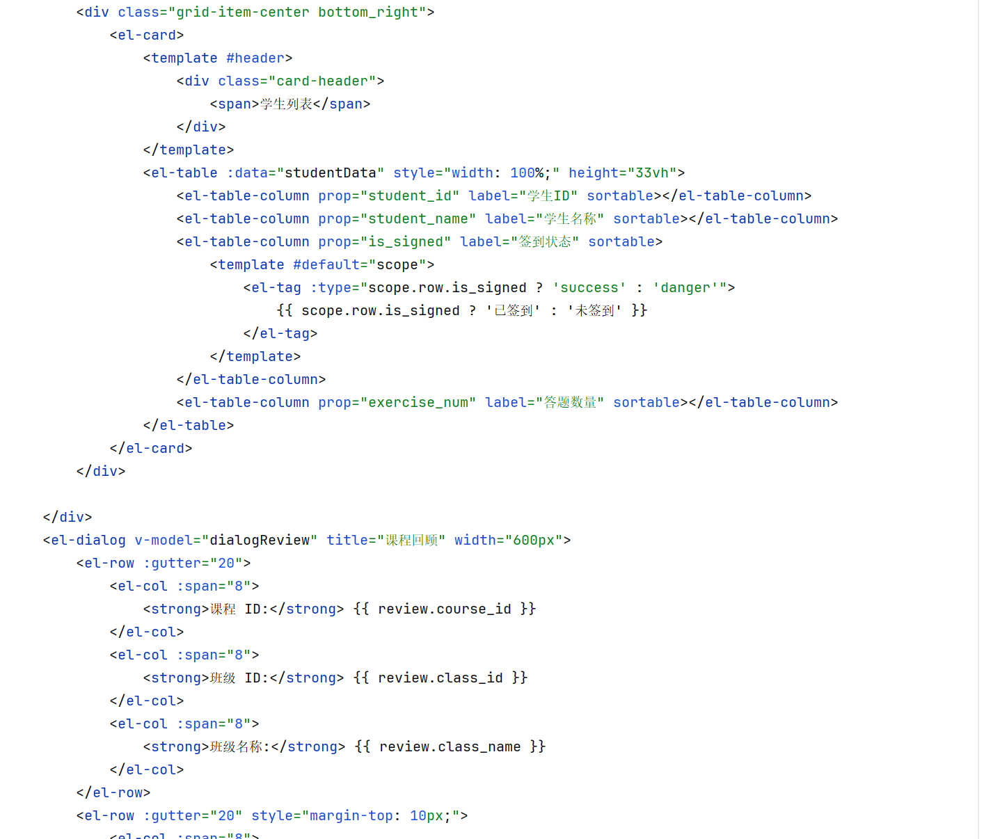 <div class="grid-item-center bottom_right">
<el-card>
<template #header>
<div class="card-header">
<span>学生列表</span>
</div>
</template>
<el-table :data="studentData" style="width: 100%;" height="33vh">
<el-table-column prop="student_id" label="学生ID" sortable></el-table-column>
<el-table-column prop="student_name" label="学生名称" sortable></el-table-column>
<el-table-column prop="is_signed" label="签到状态" sortable>
<template #default="scope">
<el-tag :type="scope.row.is_signed ? 'success' : 'danger'">
{{ scope.row.is_signed ? '已签到' : '未签到' }}
</el-tag>
</template>
</el-table-column>
<el-table-column prop="exercise_num" label="答题数量" sortable></el-table-column>
</el-table>
</el-card>
</div>
</div>
<el-dialog v-model="dialogReview" title="课程回顾" width="600px">
<el-row :gutter="20">
<el-col :span="8">
<strong>课程 ID:</strong> {{ review.course_id }}
</el-col>
<el-col :span="8">
<strong>班级 ID:</strong> {{ review.class_id }}
</el-col>
<el-col :span="8">
<strong>班级名称:</strong> {{ review.class_name }}
</el-col>
</el-row>
<el-row :gutter="20" style="margin-top: 10px;">
<el-col :span="8">